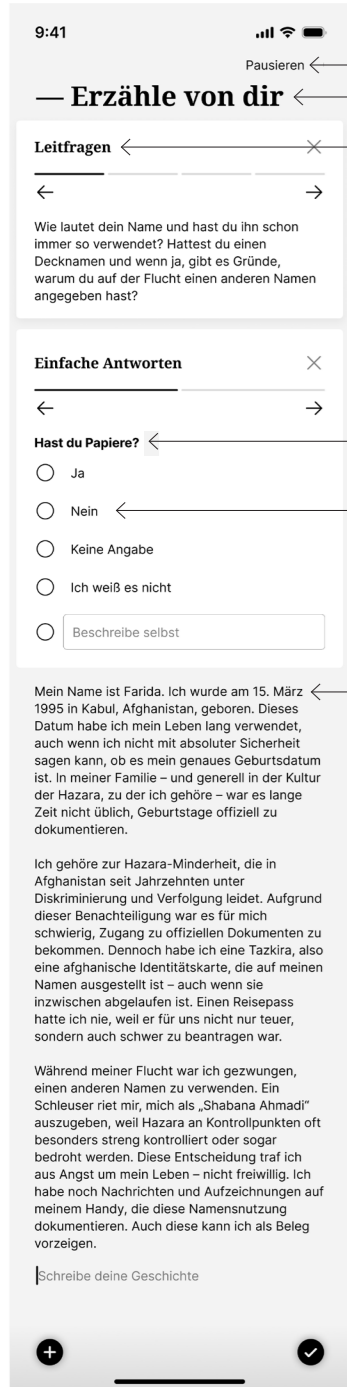 9:41
Pausieren
— Erzähle von dir
Leitfragen
Wie lautet dein Name und hast du ihn schon
immer so verwendet? Hattest du einen
Decknamen und wenn ja, gibt es Gründe,
warum du auf der Flucht einen anderen Namen
angegeben hast?
Einfache Antworten
Hast du Papiere?
Ja
Nein
Keine Angabe
Ich weiß es nicht
Beschreibe selbst
Mein Name ist Farida. Ich wurde am 15. März
1995 in Kabul, Afghanistan, geboren. Dieses
Datum habe ich mein Leben lang verwendet,
auch wenn ich nicht mit absoluter Sicherheit
sagen kann, ob es mein genaues Geburtsdatum
ist. In meiner Familie – und generell in der Kultur
der Hazara, zu der ich gehöre – war es lange
Zeit nicht üblich, Geburtstage offiziell zu
dokumentieren.
Ich gehöre zur Hazara-Minderheit, die in
Afghanistan seit Jahrzehnten unter
Diskriminierung und Verfolgung leidet. Aufgrund
dieser Benachteiligung war es für mich
schwierig, Zugang zu offiziellen Dokumenten zu
bekommen. Dennoch habe ich eine Tazkira, also
eine afghanische Identitätskarte, die auf meinen
Namen ausgestellt ist – auch wenn sie
inzwischen abgelaufen ist. Einen Reisepass
hatte ich nie, weil er für uns nicht nur teuer,
sondern auch schwer zu beantragen war.
Während meiner Flucht war ich gezwungen,
einen anderen Namen zu verwenden. Ein
Schleuser riet mir, mich als „Shabana Ahmadi“
auszugeben, weil Hazara an Kontrollpunkten oft
besonders streng kontrolliert oder sogar
bedroht werden. Diese Entscheidung traf ich
aus Angst um mein Leben – nicht freiwillig. Ich
habe noch Nachrichten und Aufzeichnungen auf
meinem Handy, die diese Namensnutzung
dokumentieren. Auch diese kann ich als Beleg
vorzeigen.
Schreibe deine Geschichte